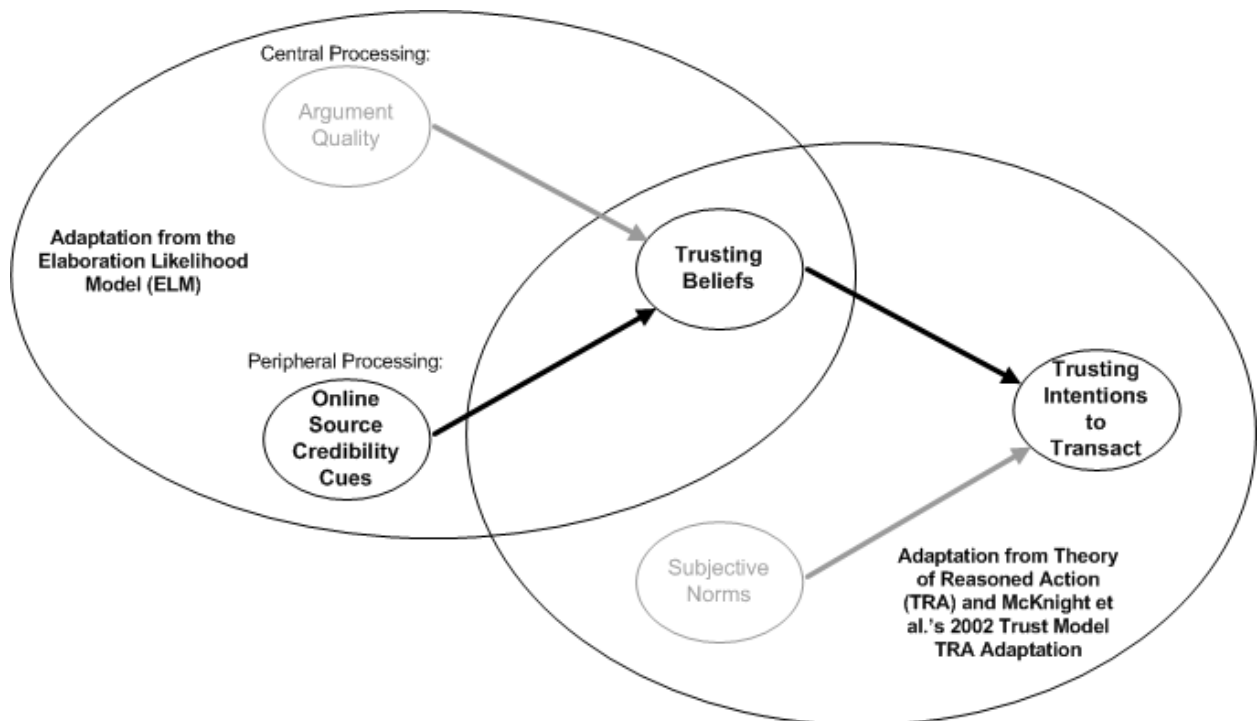 Central Processing:
Argument
Quality
Adaptation from the
Elaboration Likelihood
Model (ELM)
Trusting
Beliefs
Peripheral Processing:
Online
Source
Credibility
Cues
Trusting
Intentions
to
Transact
Subjective
Norms
Adaptation from Theory
of Reasoned Action
(TRA) and McKnight et
al.'s 2002 Trust Model
TRA Adaptation